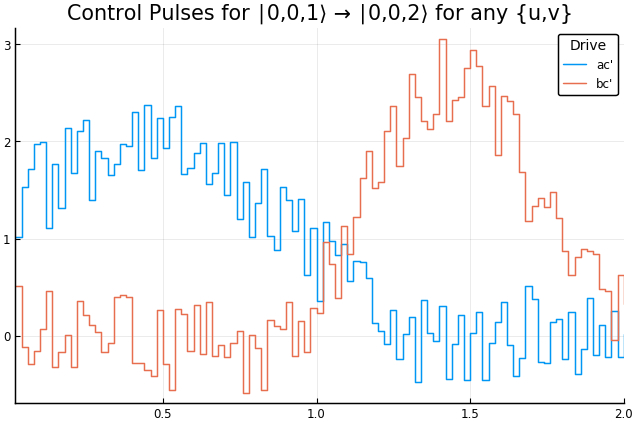 Control Pulses for |0,0,1⟩ → |0,0,2⟩ for any {u,v}
Drive
ac'
bc'
3
2
1
0
0.5 1.0 1.5 2.0